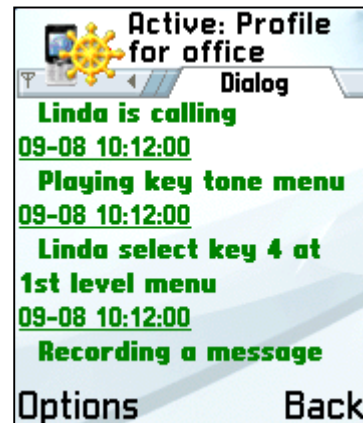 Active: Profile
for office
Dialog
Linda is calling
09-08 10:12:00
Playing key tone menu
09-08 10:12:00
Linda select key 4 at
1st level menu
09-08 10:12:00
Recording a message
Options Back